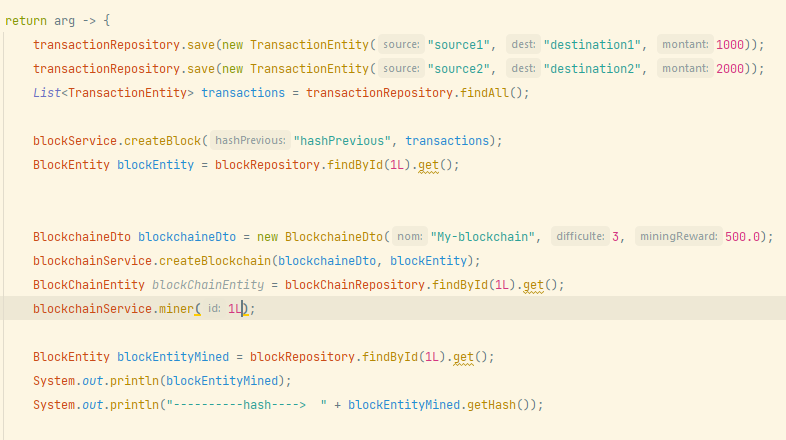 return arg -> {
transactionRepository.save(new TransactionEntity( source: "source1", dest: "destination1", montant: 1000));
transactionRepository.save(new TransactionEntity( source: "source2", dest: "destination2", montant: 2000));
List<TransactionEntity> transactions = transactionRepository.findAll();
blockService.createBlock( hashPrevious: "hashPrevious", transactions);
BlockEntity blockEntity = blockRepository.findById(1L).get();
BlockchaineDto blockchaineDto = new BlockchaineDto( nom: "My-blockchain", difficulte: 3, miningReward: 500.0);
blockchainService.createBlockchain(blockchaineDto, blockEntity);
BlockChainEntity blockChainEntity = blockChainRepository.findById(1L).get();
blockchainService.miner( id: 1L);
BlockEntity blockEntityMined = blockRepository.findById(1L).get();
System.out.println(blockEntityMined);
System.out.println("----------hash----> " + blockEntityMined.getHash());